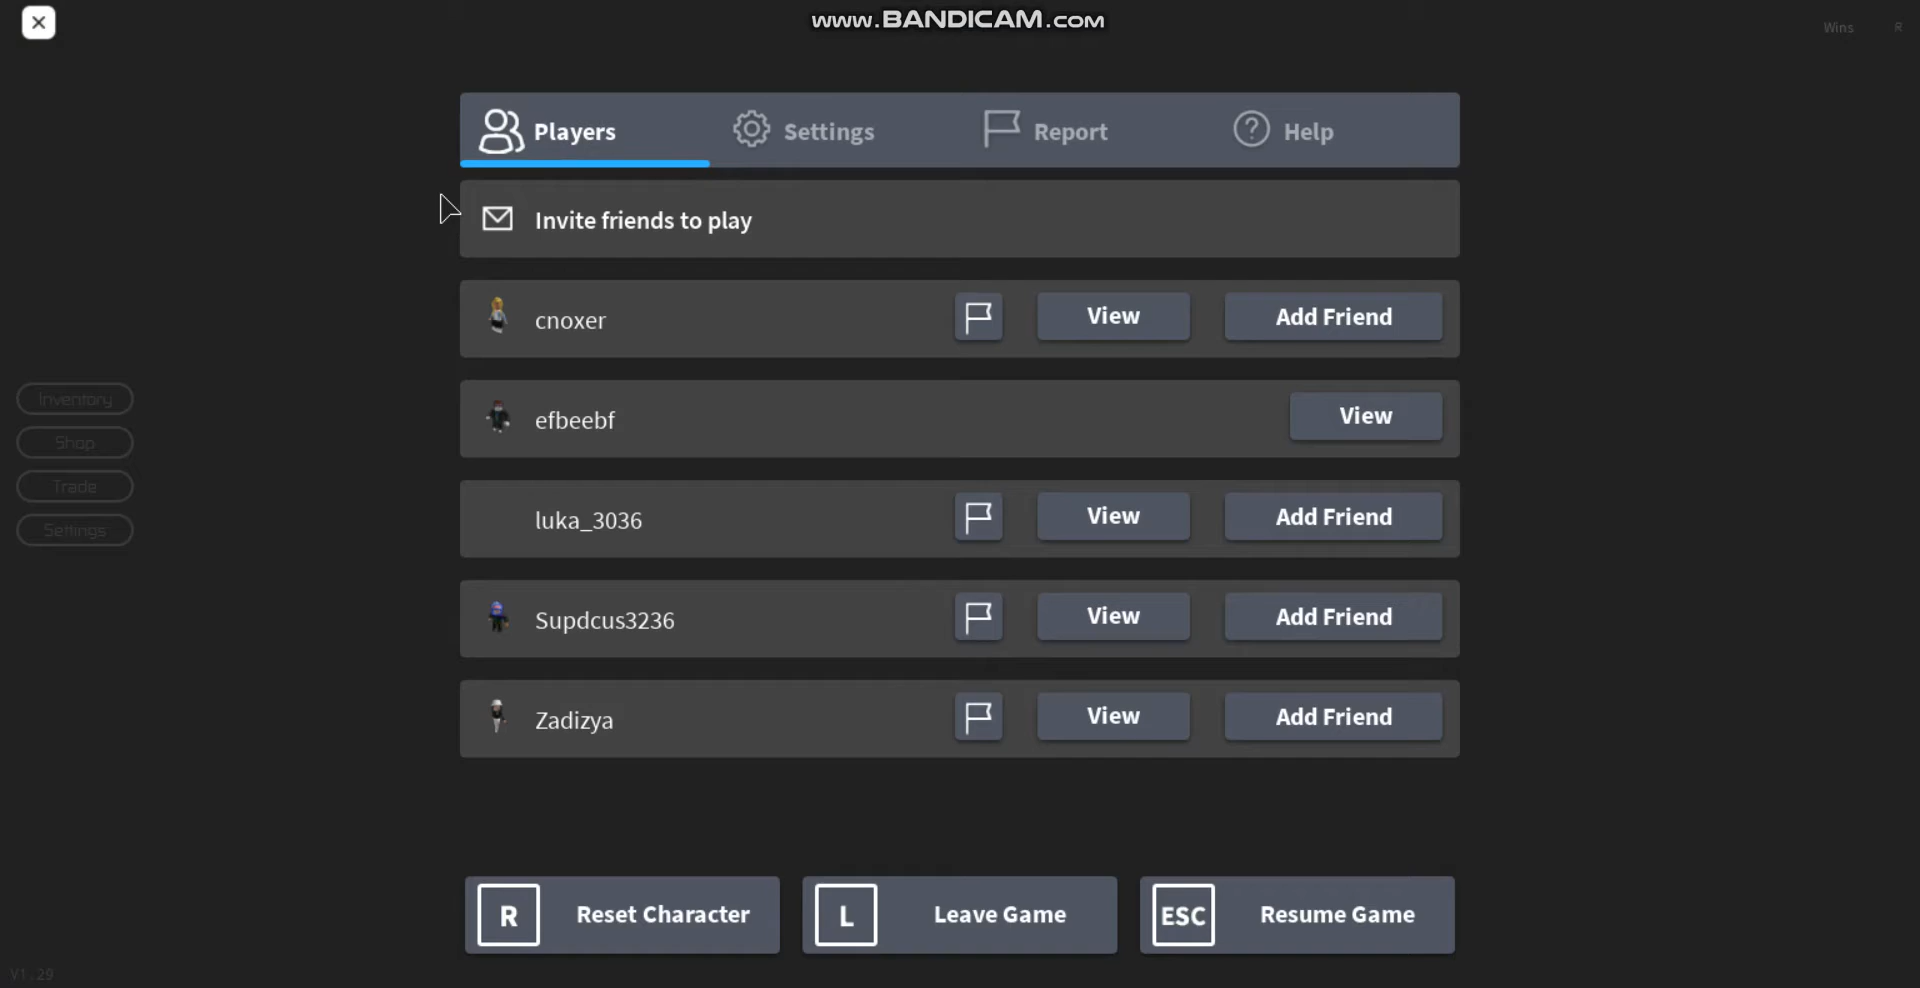 www.BANDICAM.com
Wins R
Players Settings Report Help
Invite friends to play
cnoxer View Add Friend
Inventory
efbeebf View
Shop
Trade
luka_3036 View Add Friend
Settings
Supdcus3236 View Add Friend
Zadizya View Add Friend
R Reset Character L Leave Game ESC Resume Game
V1.29